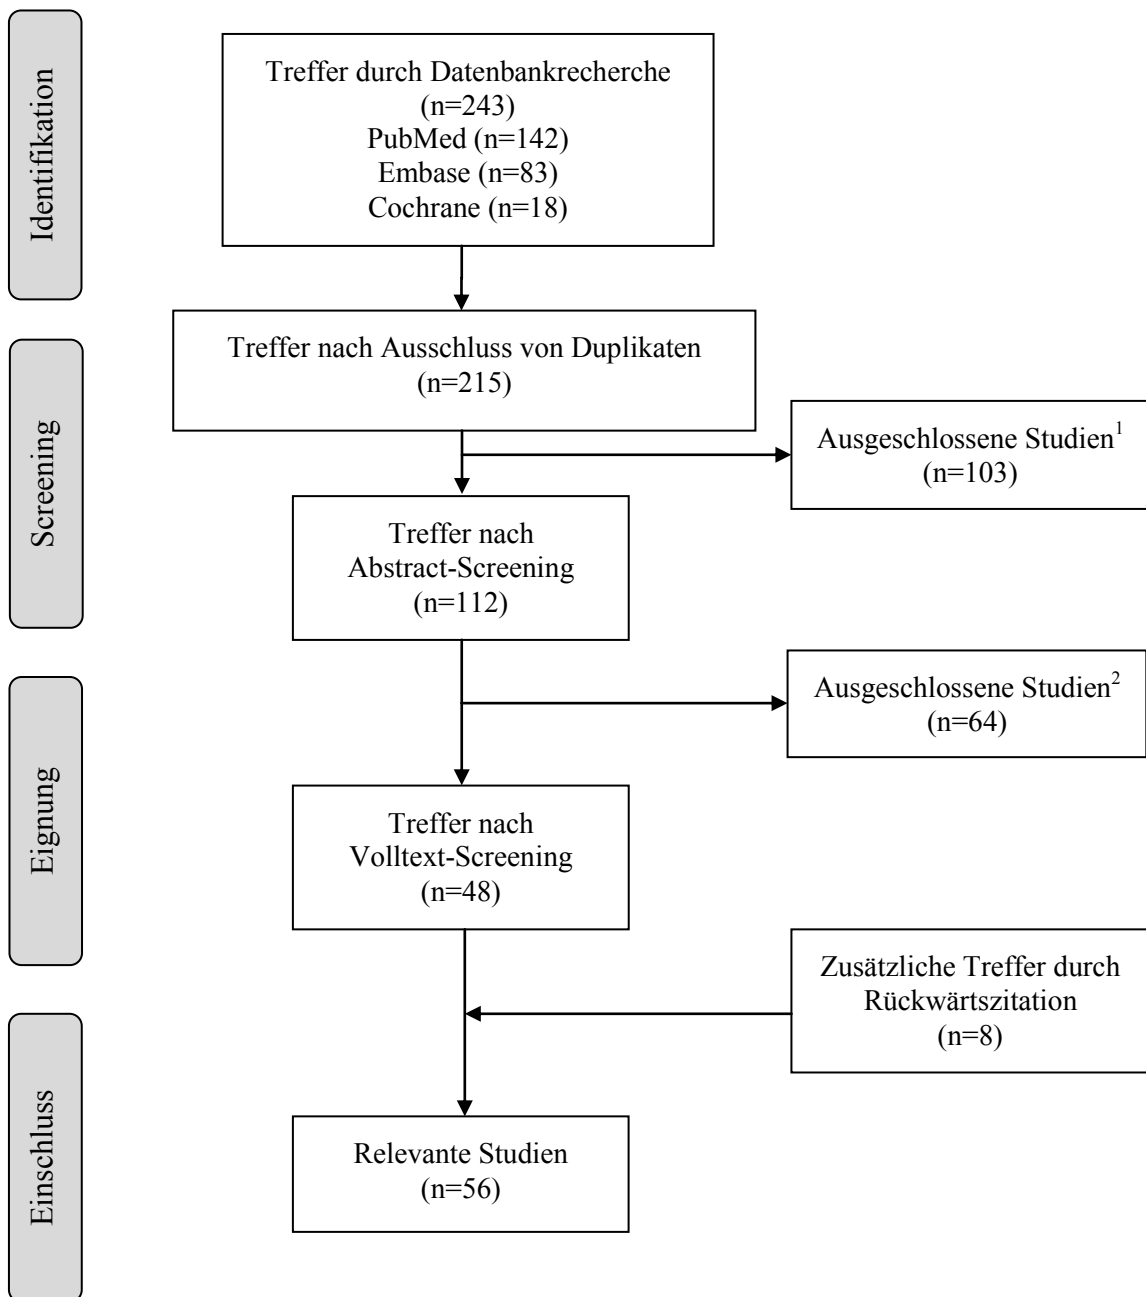 Identifikation
Treffer durch Datenbankrecherche
(n=243)
PubMed (n=142)
Embase (n=83)
Cochrane (n=18)
Screening
Treffer nach Ausschluss von Duplikaten
(n=215)
Ausgeschlossene Studien1
(n=103)
Treffer nach
Abstract-Screening
(n=112)
Eignung
Ausgeschlossene Studien2
(n=64)
Treffer nach
Volltext-Screening
(n=48)
Zusätzliche Treffer durch
Rückwärtszitation
(n=8)
Einschluss
Relevante Studien
(n=56)